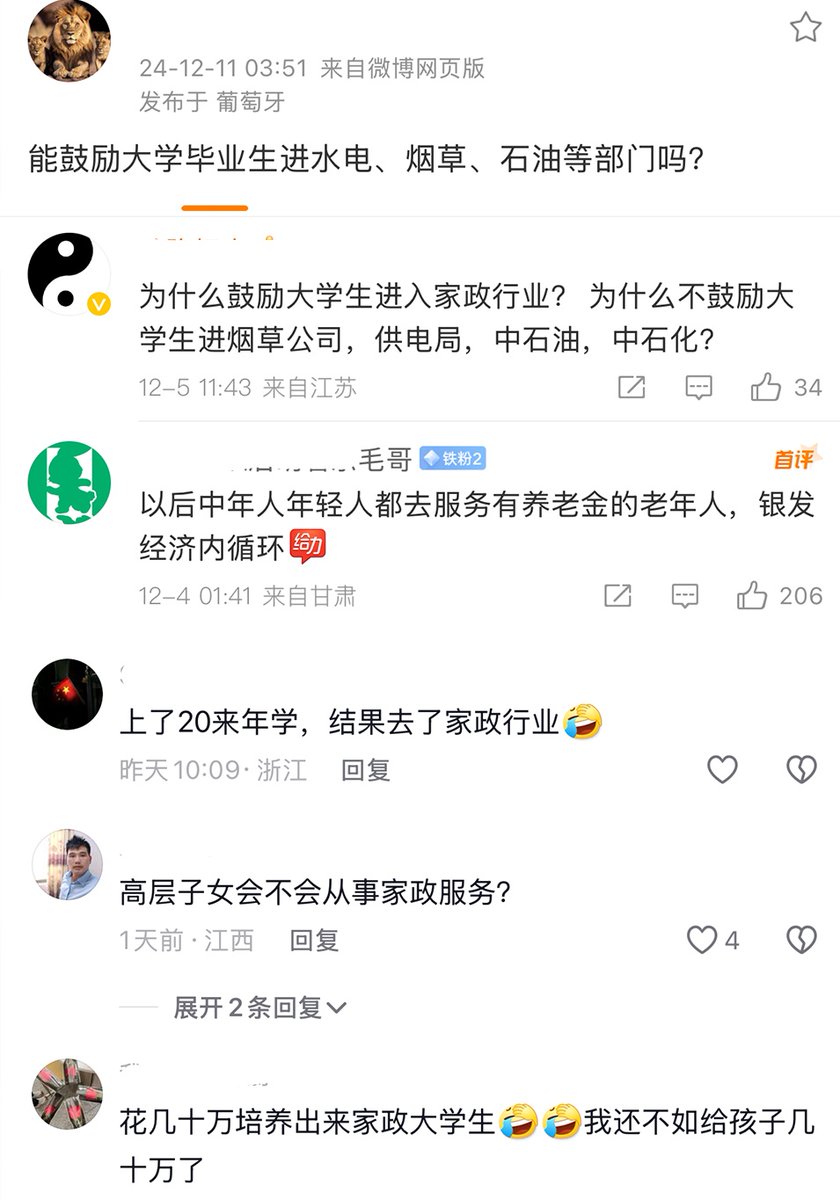 24-12-11 03:51 来自微博网页版
发布于 葡萄牙
能鼓励大学毕业生进水电、烟草、石油等部门吗？
为什么鼓励大学生进入家政行业？ 为什么不鼓励大
学生进烟草公司，供电局，中石油，中石化？
12-5 11:43 来自江苏
34
毛哥 铁粉2
首评
以后中年人年轻人都去服务有养老金的老年人，银发
经济内循环 给力
12-4 01:41 来自甘肃
206
上了20来年学，结果去了家政行业🤣
昨天 10:09 · 浙江 回复
高层子女会不会从事家政服务？
1天前 · 江西 回复
4
展开2条回复
花几十万培养出来家政大学生🤣🤣我还不如给孩子几
十万了